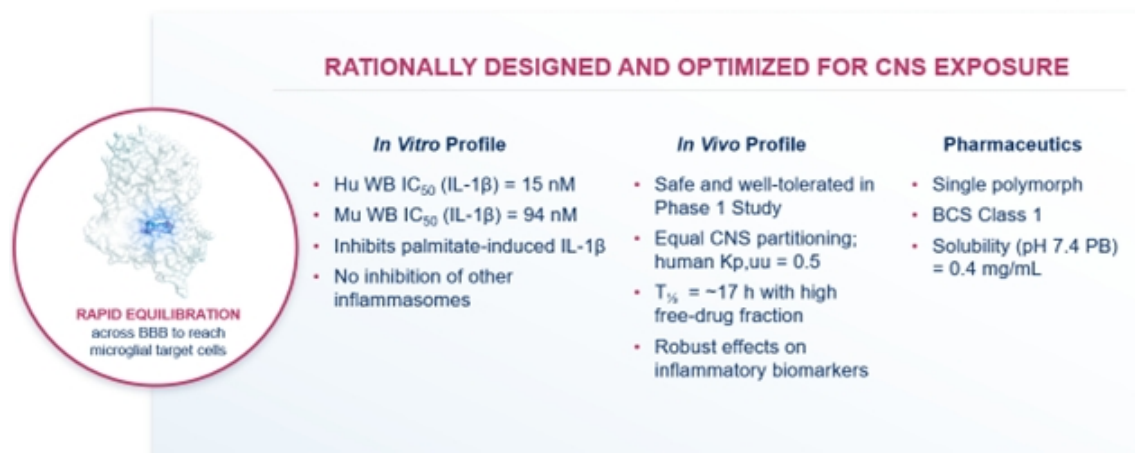 RATIONALLY DESIGNED AND OPTIMIZED FOR CNS EXPOSURE
RAPID EQUILIBRATION
across BBB to reach
microglial target cells
In Vitro Profile
• Hu WB IC₅₀ (IL-1β) = 15 nM
• Mu WB IC₅₀ (IL-1β) = 94 nM
• Inhibits palmitate-induced IL-1β
• No inhibition of other
inflammasomes
In Vivo Profile
• Safe and well-tolerated in
Phase 1 Study
• Equal CNS partitioning;
human Kp,uu = 0.5
• T½ = ~17 h with high
free-drug fraction
• Robust effects on
inflammatory biomarkers
Pharmaceutics
• Single polymorph
• BCS Class 1
• Solubility (pH 7.4 PB)
= 0.4 mg/mL